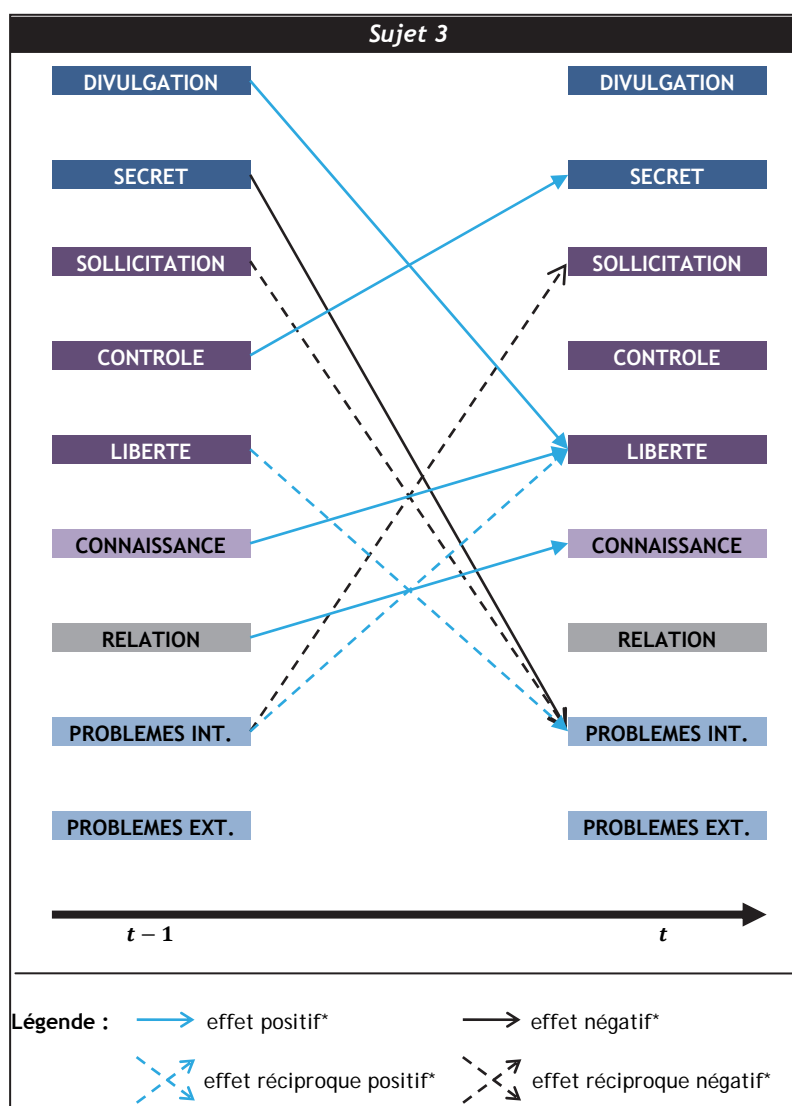 Sujet 3
DIVULGATION DIVULGATION
SECRET SECRET
SOLLICITATION SOLLICITATION
CONTROLE CONTROLE
LIBERTE LIBERTE
CONNAISSANCE CONNAISSANCE
RELATION RELATION
PROBLEMES INT. PROBLEMES INT.
PROBLEMES EXT. PROBLEMES EXT.
t − 1 t
Légende : effet positif* effet négatif*
effet réciproque positif* effet réciproque négatif*